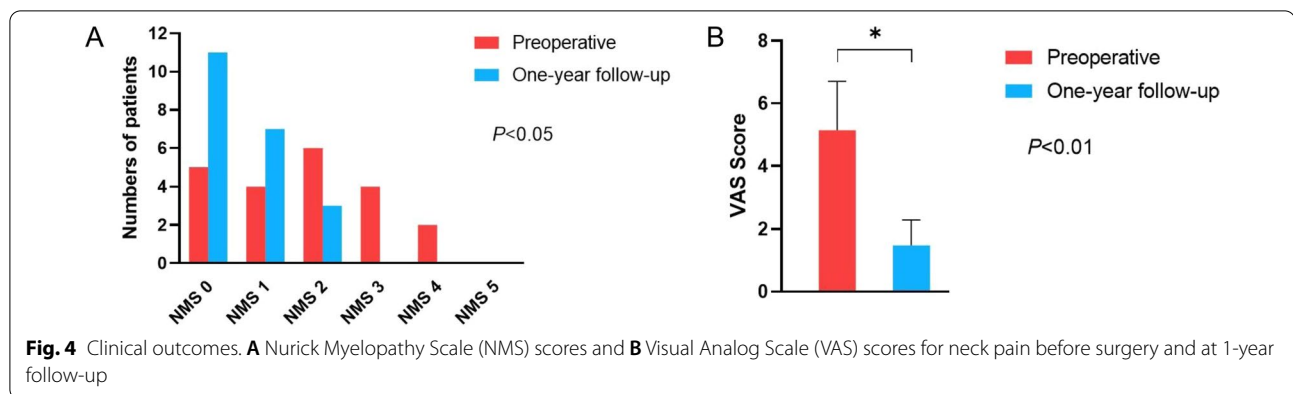 A
Numbers of patients
12
10
8
6
4
2
0
NMS 0
NMS 1
NMS 2
NMS 3
NMS 4
NMS 5
Preoperative
One-year follow-up
P<0.05
B
VAS Score
8
6
4
2
0
*
Preoperative
One-year follow-up
P<0.01
Fig. 4 Clinical outcomes. A Nurick Myelopathy Scale (NMS) scores and B Visual Analog Scale (VAS) scores for neck pain before surgery and at 1-year
follow-up